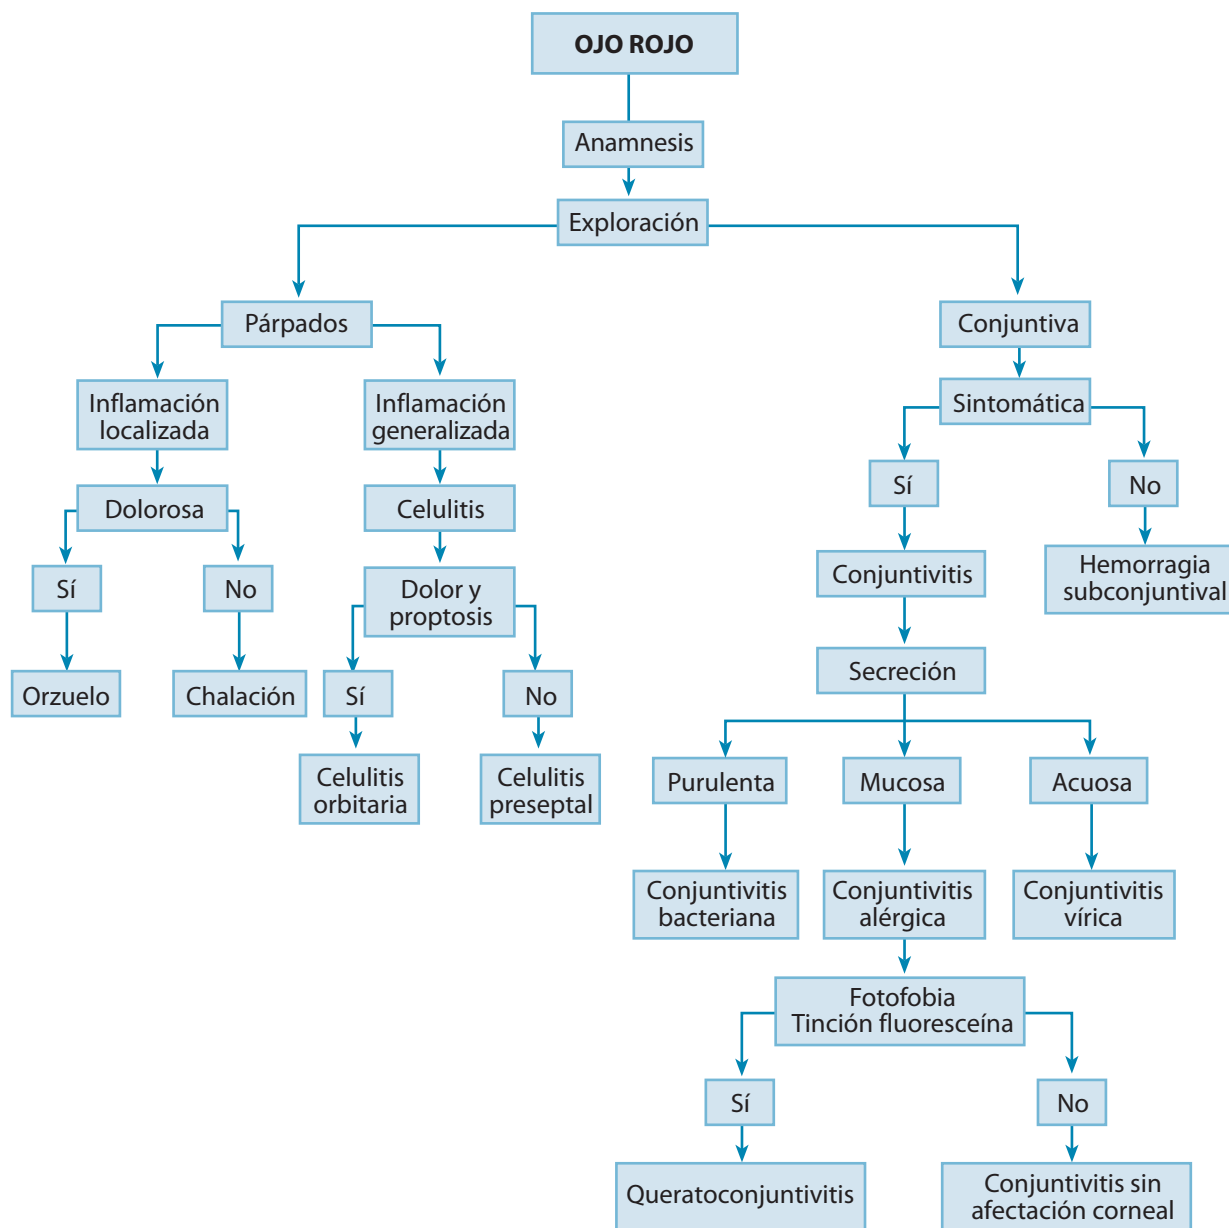 OJO ROJO
Anamnesis
Exploración
Párpados
Conjuntiva
Inflamación
localizada
Inflamación
generalizada
Sintomática
Dolorosa
Celulitis
Sí
No
Sí
No
Dolor y
proptosis
Conjuntivitis
Hemorragia
subconjuntival
Orzuelo
Chalación
Sí
No
Secreción
Celulitis
orbitaria
Celulitis
preseptal
Purulenta
Mucosa
Acuosa
Conjuntivitis
bacteriana
Conjuntivitis
alérgica
Conjuntivitis
vírica
Fotofobia
Tinción fluoresceína
Sí
No
Queratoconjuntivitis
Conjuntivitis sin
afectación corneal